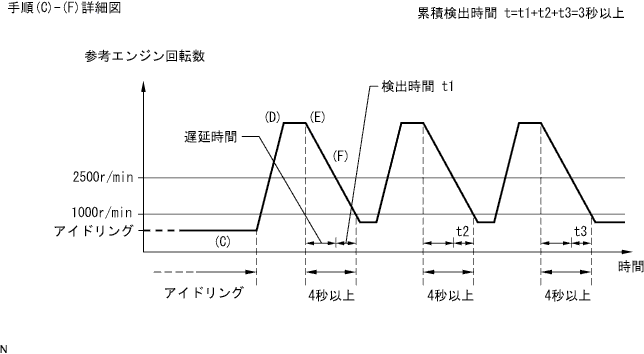 手順(C)-(F)詳細図
累積検出時間 t=t1+t2+t3=3秒以上
参考エンジン回転数
検出時間 t1
(D)
(E)
遅延時間
(F)
2500r/min
1000r/min
アイドリング
(C)
t2
t3
時間
アイドリング
4秒以上
4秒以上
4秒以上
N